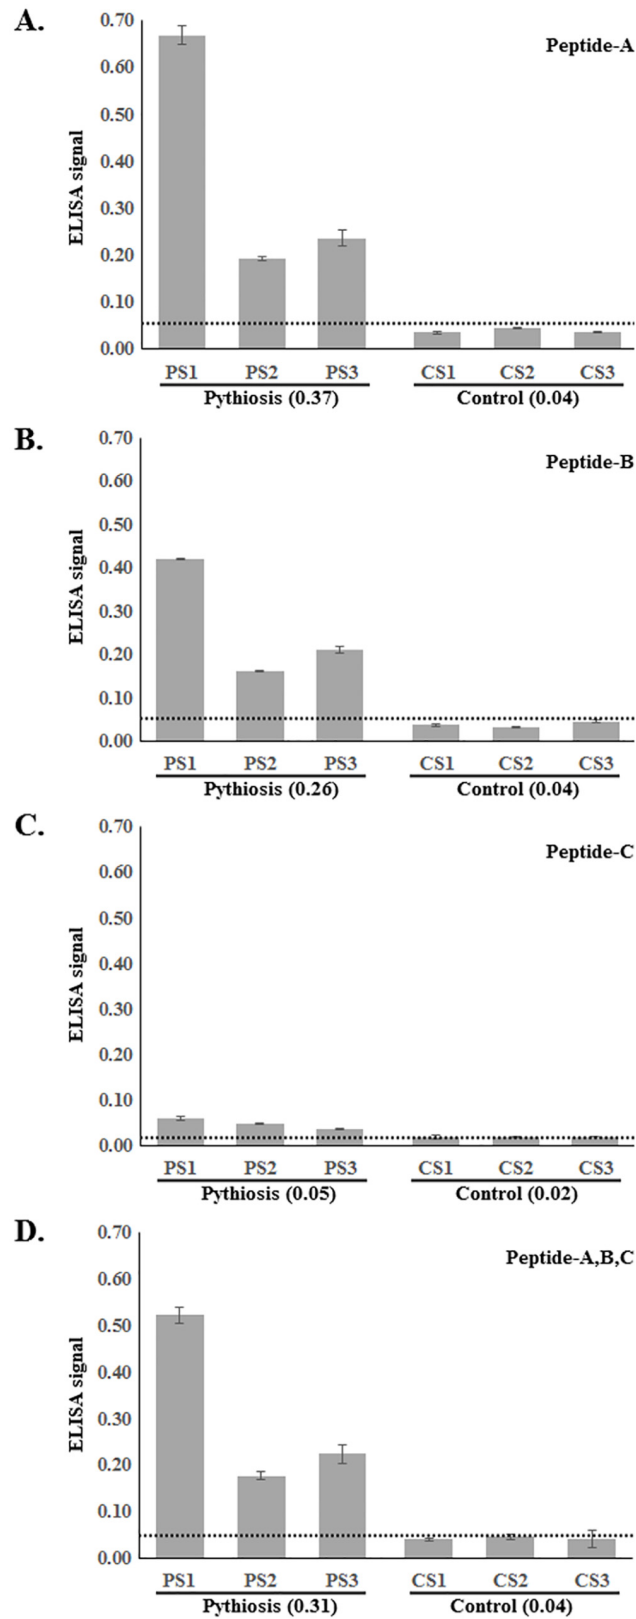 A.
Peptide-A
ELISA signal
0.70
0.60
0.50
0.40
0.30
0.20
0.10
0.00
PS1 PS2 PS3 CS1 CS2 CS3
Pythiosis (0.37) Control (0.04)
B.
Peptide-B
ELISA signal
0.70
0.60
0.50
0.40
0.30
0.20
0.10
0.00
PS1 PS2 PS3 CS1 CS2 CS3
Pythiosis (0.26) Control (0.04)
C.
Peptide-C
ELISA signal
0.70
0.60
0.50
0.40
0.30
0.20
0.10
0.00
PS1 PS2 PS3 CS1 CS2 CS3
Pythiosis (0.05) Control (0.02)
D.
Peptide-A,B,C
ELISA signal
0.70
0.60
0.50
0.40
0.30
0.20
0.10
0.00
PS1 PS2 PS3 CS1 CS2 CS3
Pythiosis (0.31) Control (0.04)